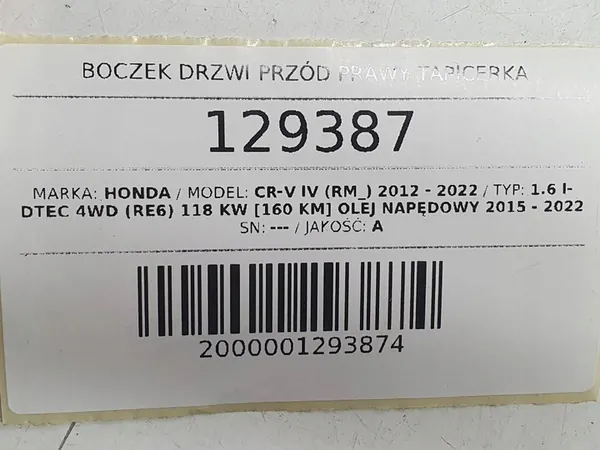 BOCZEK DRZWI PRZÓD PRAWY TAPICERKA
129387
MARKA: HONDA / MODEL: CR-V IV (RM_) 2012 - 2022 / TYP: 1.6 I-
DTEC 4WD (RE6) 118 KW [160 KM] OLEJ NAPĘDOWY 2015 - 2022
SN: --- / JAKOŚĆ: A
2000001293874